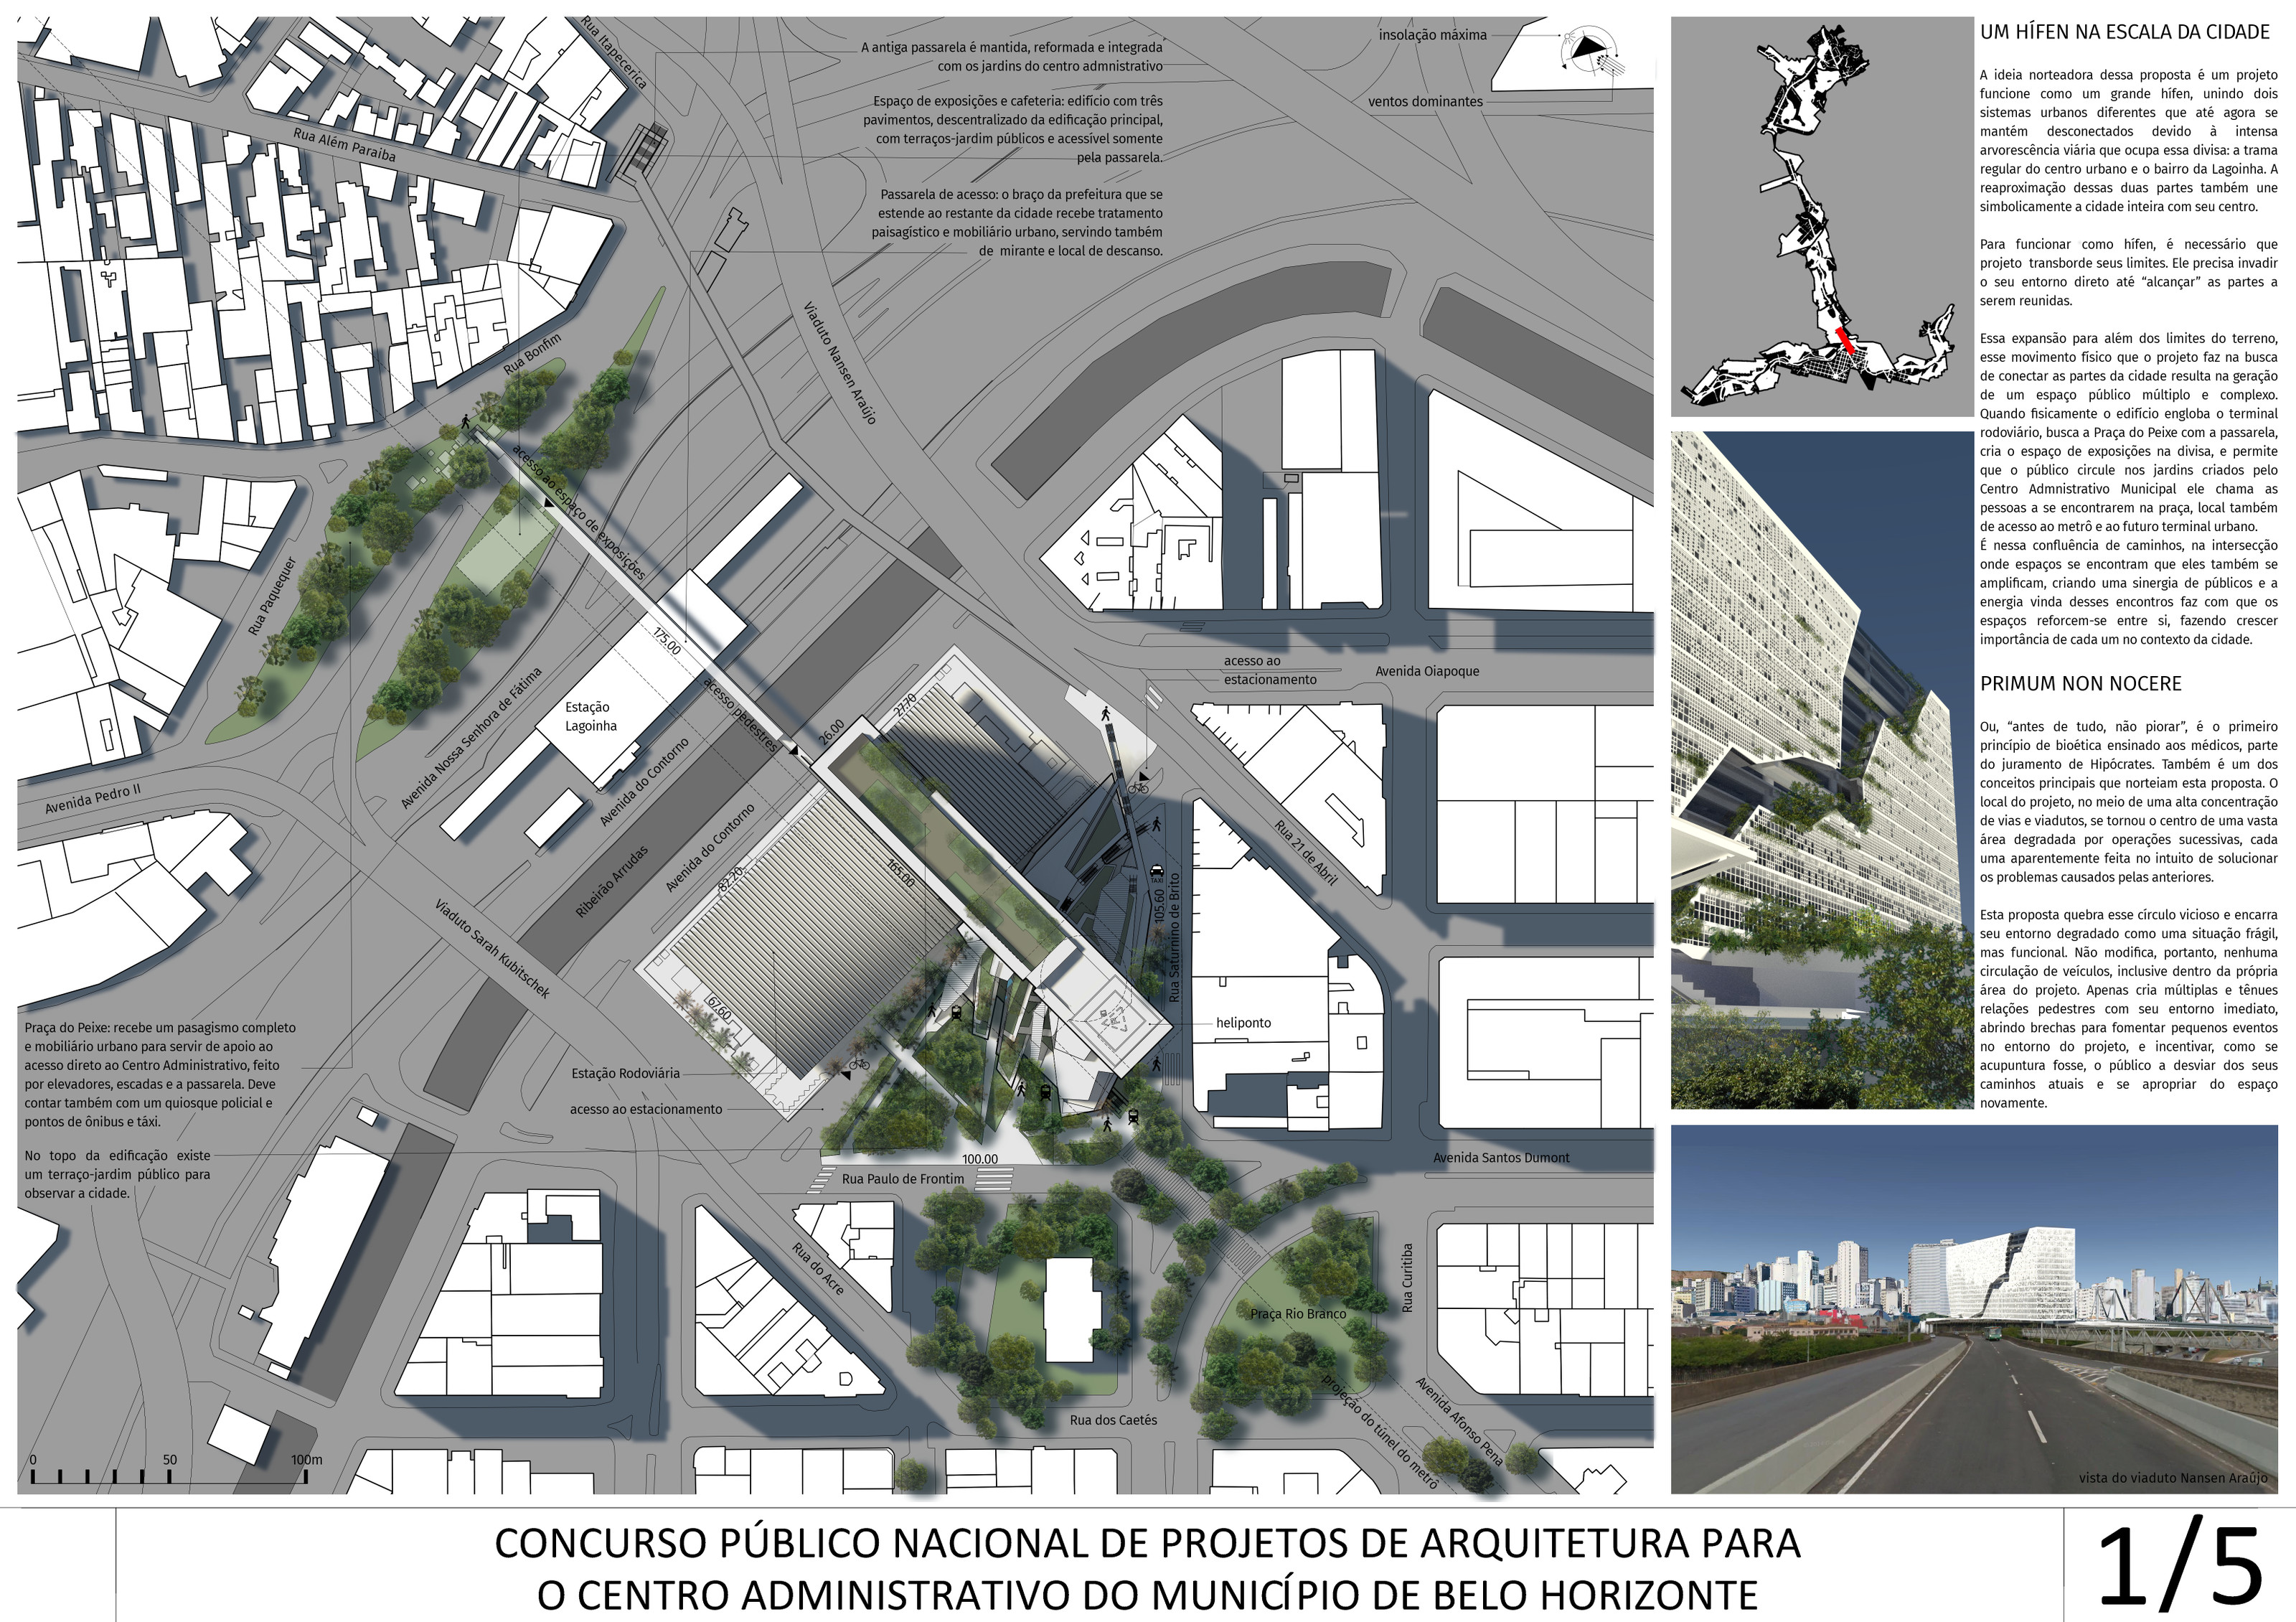 Rua Itapecerica
Rua Além Paraiba
A antiga passarela é mantida, reformada e integrada
com os jardins do centro admnistrativo
Espaço de exposições e cafeteria: edifício com três
pavimentos, descentralizado da edificação principal,
com terraços-jardim públicos e acessível somente
pela passarela.
Passarela de acesso: o braço da prefeitura que se
estende ao restante da cidade recebe tratamento
paisagístico e mobiliário urbano, servindo também
de mirante e local de descanso.
insolação máxima
ventos dominantes
Viaduto Nansen Araújo
Rua Bonfim
acesso ao espaço de exposições
Rua Paquequer
175.00
acesso pedestres
Estação
Lagoinha
Avenida Nossa Senhora de Fátima
Avenida do Contorno
Avenida do Contorno
Avenida Pedro II
Ribeirão Arrudas
Viaduto Sarah Kubitschek
26.00
27.70
82.20
165.00
67.60
105.60
TAXI
Rua Saturnino de Brito
acesso ao
estacionamento
Avenida Oiapoque
Rua 21 de Abril
heliponto
Estação Rodoviária
acesso ao estacionamento
100.00
Rua Paulo de Frontim
Avenida Santos Dumont
Praça do Peixe: recebe um pasagismo completo
e mobiliário urbano para servir de apoio ao
acesso direto ao Centro Administrativo, feito
por elevadores, escadas e a passarela. Deve
contar também com um quiosque policial e
pontos de ônibus e táxi.
No topo da edificação existe
um terraço-jardim público para
observar a cidade.
Rua do Acre
Praça Rio Branco
Rua Curitiba
Rua dos Caetés
projeção do túnel do metrô
Avenida Afonso Pena
0 50 100m
UM HÍFEN NA ESCALA DA CIDADE
A ideia norteadora dessa proposta é um projeto
funcione como um grande hífen, unindo dois
sistemas urbanos diferentes que até agora se
mantém desconectados devido à intensa
arvorescência viária que ocupa essa divisa: a trama
regular do centro urbano e o bairro da Lagoinha. A
reaproximação dessas duas partes também une
simbolicamente a cidade inteira com seu centro.
Para funcionar como hífen, é necessário que
projeto transborde seus limites. Ele precisa invadir
o seu entorno direto até “alcançar” as partes a
serem reunidas.
Essa expansão para além dos limites do terreno,
esse movimento físico que o projeto faz na busca
de conectar as partes da cidade resulta na geração
de um espaço público múltiplo e complexo.
Quando fisicamente o edifício engloba o terminal
rodoviário, busca a Praça do Peixe com a passarela,
cria o espaço de exposições na divisa, e permite
que o público circule nos jardins criados pelo
Centro Admnistrativo Municipal ele chama as
pessoas a se encontrarem na praça, local também
de acesso ao metrô e ao futuro terminal urbano.
É nessa confluência de caminhos, na intersecção
onde espaços se encontram que eles também se
amplificam, criando uma sinergia de públicos e a
energia vinda desses encontros faz com que os
espaços reforcem-se entre si, fazendo crescer
importância de cada um no contexto da cidade.
PRIMUM NON NOCERE
Ou, “antes de tudo, não piorar”, é o primeiro
princípio de bioética ensinado aos médicos, parte
do juramento de Hipócrates. Também é um dos
conceitos principais que norteiam esta proposta. O
local do projeto, no meio de uma alta concentração
de vias e viadutos, se tornou o centro de uma vasta
área degradada por operações sucessivas, cada
uma aparentemente feita no intuito de solucionar
os problemas causados pelas anteriores.
Esta proposta quebra esse círculo vicioso e encarra
seu entorno degradado como uma situação frágil,
mas funcional. Não modifica, portanto, nenhuma
circulação de veículos, inclusive dentro da própria
área do projeto. Apenas cria múltiplas e tênues
relações pedestres com seu entorno imediato,
abrindo brechas para fomentar pequenos eventos
no entorno do projeto, e incentivar, como se
acupuntura fosse, o público a desviar dos seus
caminhos atuais e se apropriar do espaço
novamente.
vista do viaduto Nansen Araújo
CONCURSO PÚBLICO NACIONAL DE PROJETOS DE ARQUITETURA PARA
O CENTRO ADMINISTRATIVO DO MUNICÍPIO DE BELO HORIZONTE
1/5